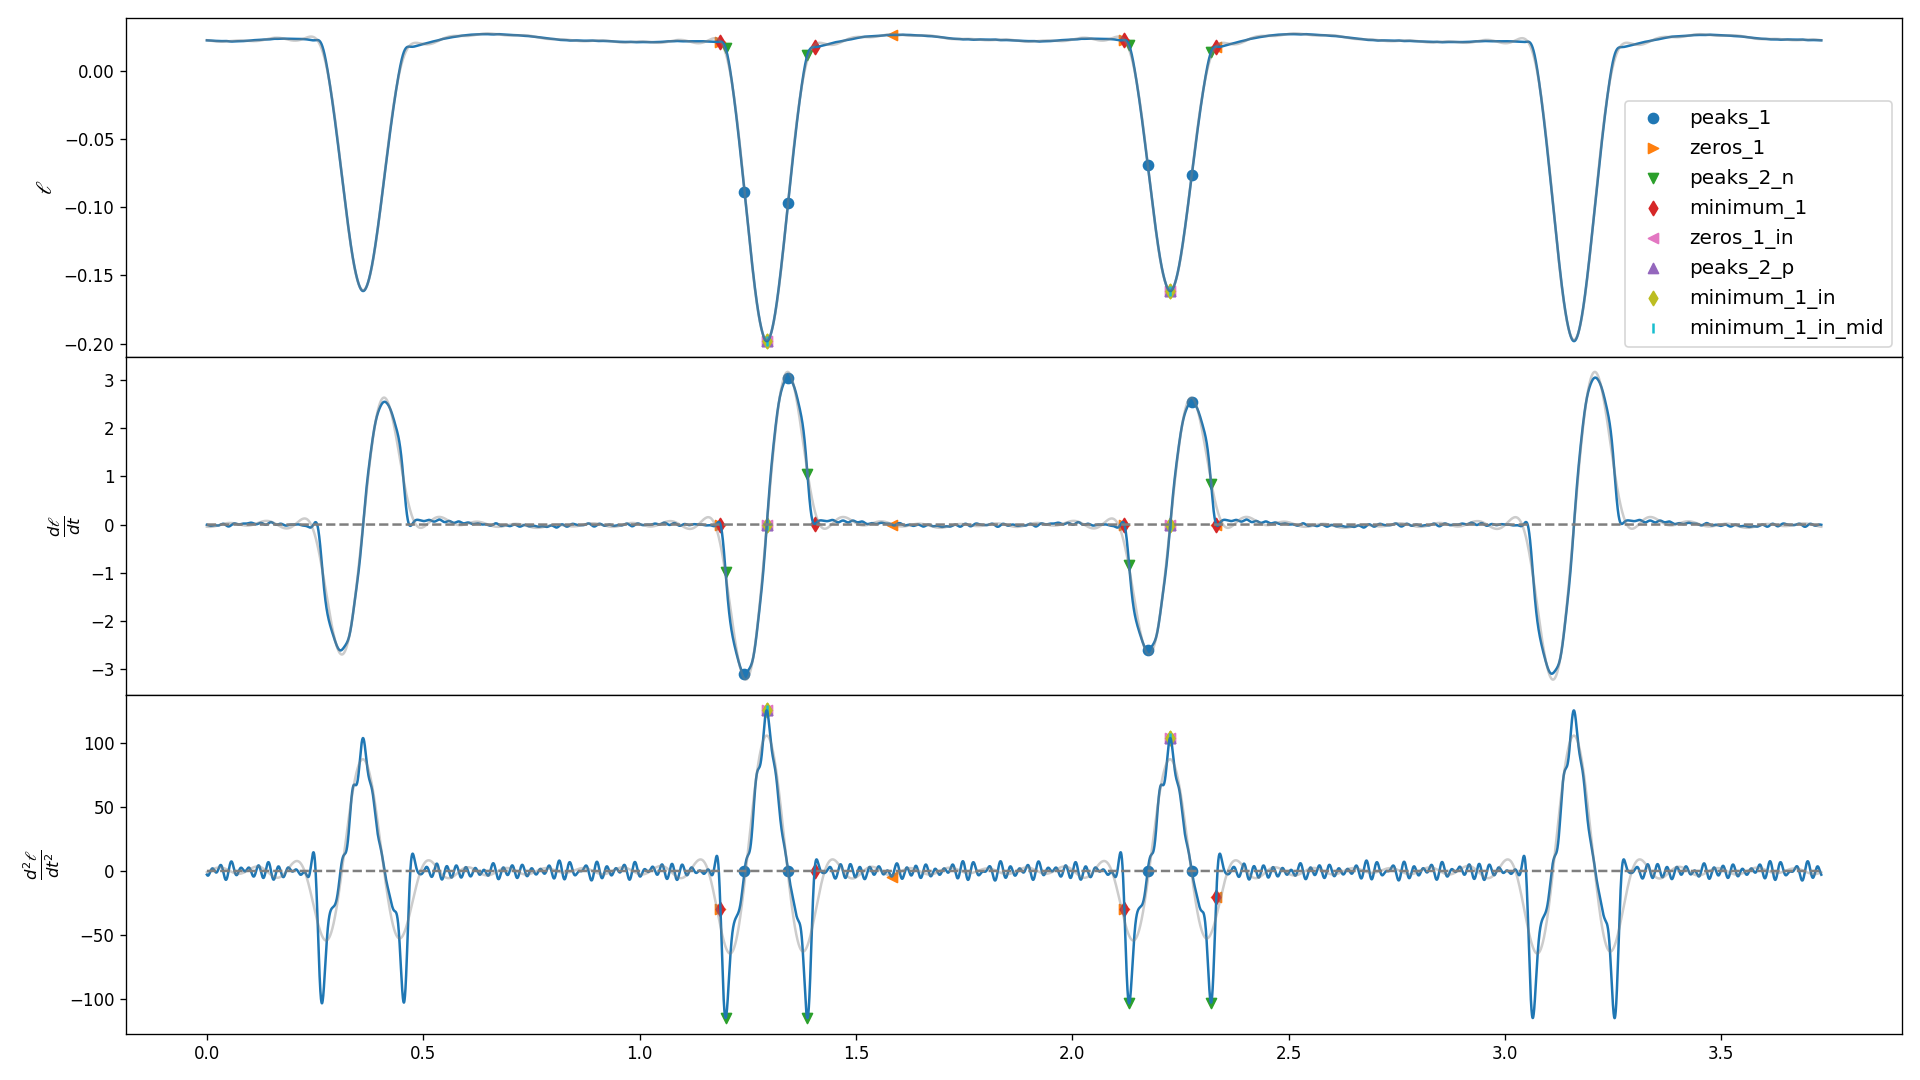 0.00
−0.05
−0.10
−0.15
−0.20
ℓ
peaks_1
zeros_1
peaks_2_n
minimum_1
zeros_1_in
peaks_2_p
minimum_1_in
minimum_1_in_mid
3
2
1
0
−1
−2
−3
dℓ
dt
100
50
0
−50
−100
d²ℓ
dt²
0.0 0.5 1.0 1.5 2.0 2.5 3.0 3.5